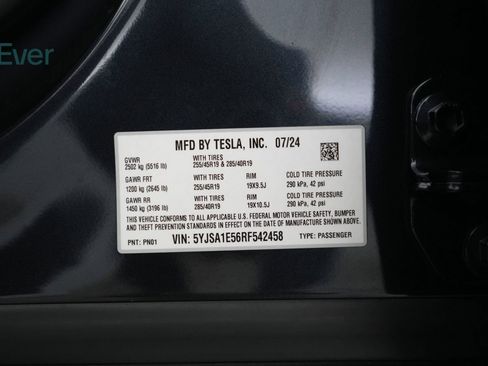 Ever
MFD BY TESLA, INC. 07/24
GVWR WITH TIRES
2502 kg (5516 lb) 255/45R19 & 285/40R19
GAWR FRT WITH TIRES RIM COLD TIRE PRESSURE
1200 kg (2645 lb) 255/45R19 19X9.5J 290 kPa, 42 psi
GAWR RR WITH TIRES RIM COLD TIRE PRESSURE
1450 kg (3196 lb) 285/40R19 19X10.5J 290 kPa, 42 psi
THIS VEHICLE CONFORMS TO ALL APPLICABLE U.S. FEDERAL MOTOR VEHICLE SAFETY, BUMPER
AND THEFT PREVENTION STANDARDS IN EFFECT ON THE DATE OF MANUFACTURE SHOWN ABOVE.
PNT: PN01 VIN: 5YJSA1E56RF542458 TYPE: PASSENGER